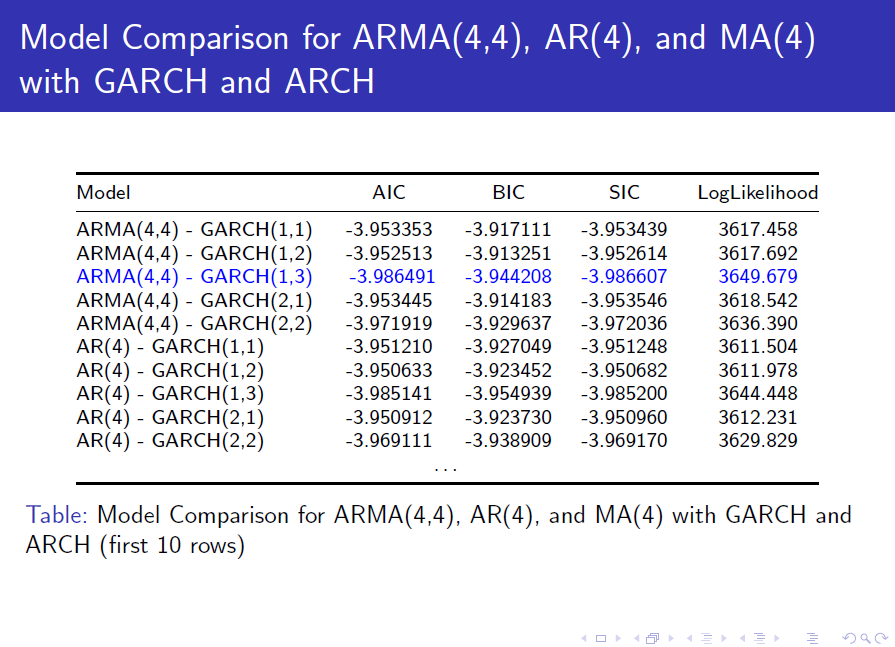 Model Comparison for ARMA(4,4), AR(4), and MA(4)
with GARCH and ARCH
Model AIC BIC SIC LogLikelihood
ARMA(4,4) - GARCH(1,1) -3.953353 -3.917111 -3.953439 3617.458
ARMA(4,4) - GARCH(1,2) -3.952513 -3.913251 -3.952614 3617.692
ARMA(4,4) - GARCH(1,3) -3.986491 -3.944208 -3.986607 3649.679
ARMA(4,4) - GARCH(2,1) -3.953445 -3.914183 -3.953546 3618.542
ARMA(4,4) - GARCH(2,2) -3.971919 -3.929637 -3.972036 3636.390
AR(4) - GARCH(1,1) -3.951210 -3.927049 -3.951248 3611.504
AR(4) - GARCH(1,2) -3.950633 -3.923452 -3.950682 3611.978
AR(4) - GARCH(1,3) -3.985141 -3.954939 -3.985200 3644.448
AR(4) - GARCH(2,1) -3.950912 -3.923730 -3.950960 3612.231
AR(4) - GARCH(2,2) -3.969111 -3.938909 -3.969170 3629.829
...
Table: Model Comparison for ARMA(4,4), AR(4), and MA(4) with GARCH and
ARCH (first 10 rows)